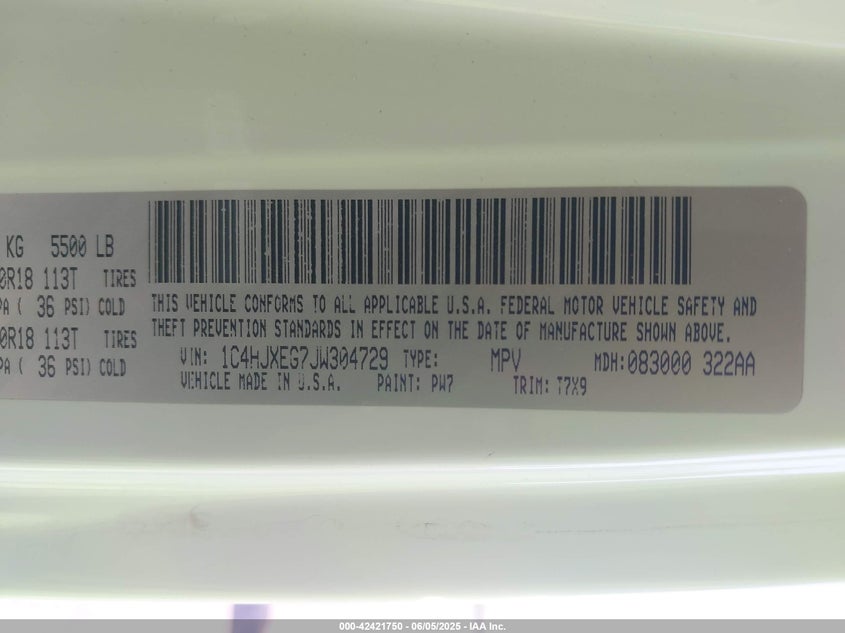 KG 5500 LB
0R18 113T TIRES
PA ( 36 PSI) COLD
0R18 113T TIRES
PA ( 36 PSI) COLD
THIS VEHICLE CONFORMS TO ALL APPLICABLE U.S.A. FEDERAL MOTOR VEHICLE SAFETY AND
THEFT PREVENTION STANDARDS IN EFFECT ON THE DATE OF MANUFACTURE SHOWN ABOVE.
VIN: 1C4HJXEG7JW304729 TYPE: MPV MDH:083000 322AA
VEHICLE MADE IN U.S.A. PAINT: PW7 TRIM: T7X9
000-42421750 - 06/05/2025 - IAA Inc.